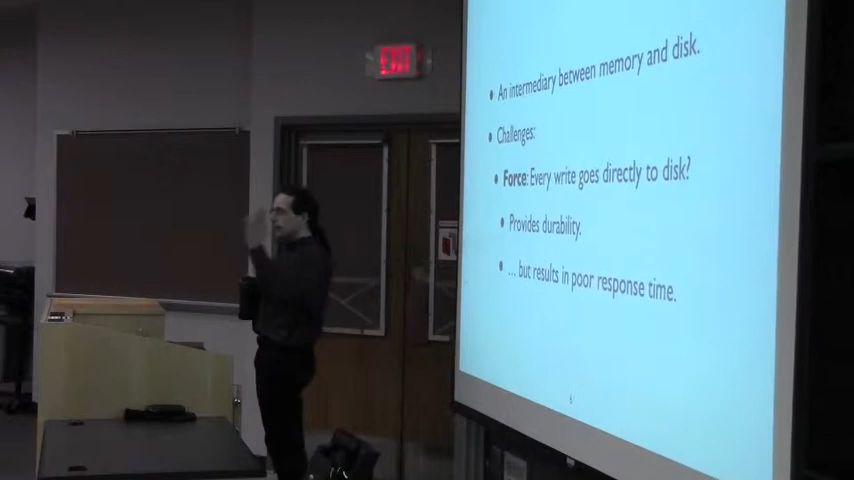 EXIT
An intermediary between memory and disk.
Challenges:
Force: Every write goes directly to disk?
Provides durability.
... but results in poor response time.